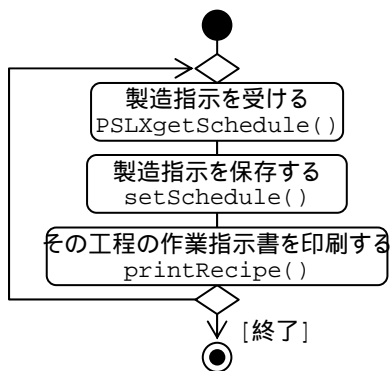 製造指示を受ける
PSLXgetSchedule()
製造指示を保存する
setSchedule()
その工程の作業指示書を印刷する
printRecipe()
[終了]